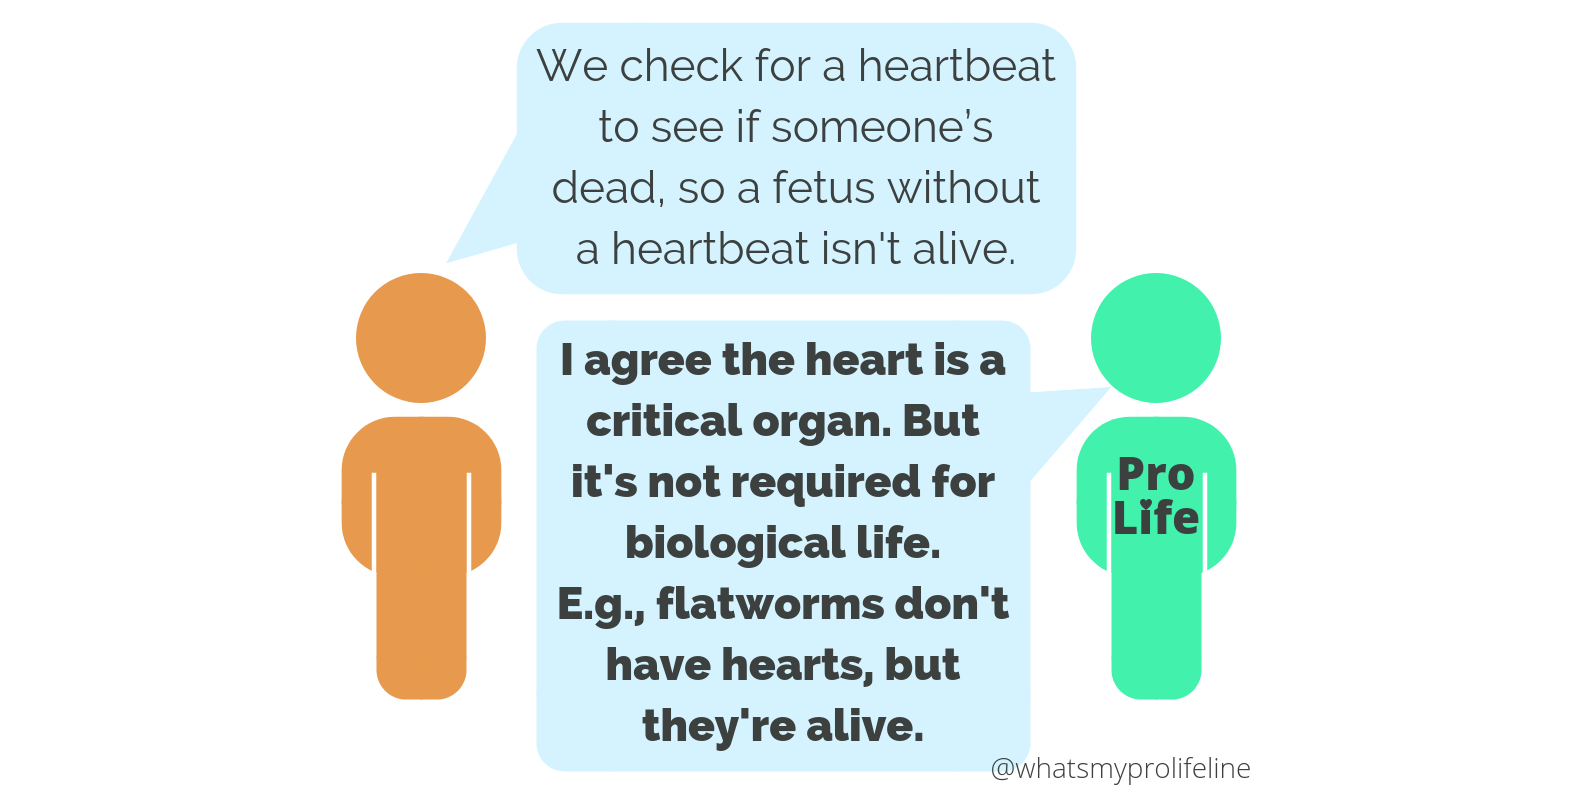 We check for a heartbeat
to see if someone’s
dead, so a fetus without
a heartbeat isn't alive.
I agree the heart is a
critical organ. But
it's not required for
biological life.
E.g., flatworms don't
have hearts, but
they're alive.
Pro
Life
@whatsmyprolifeline